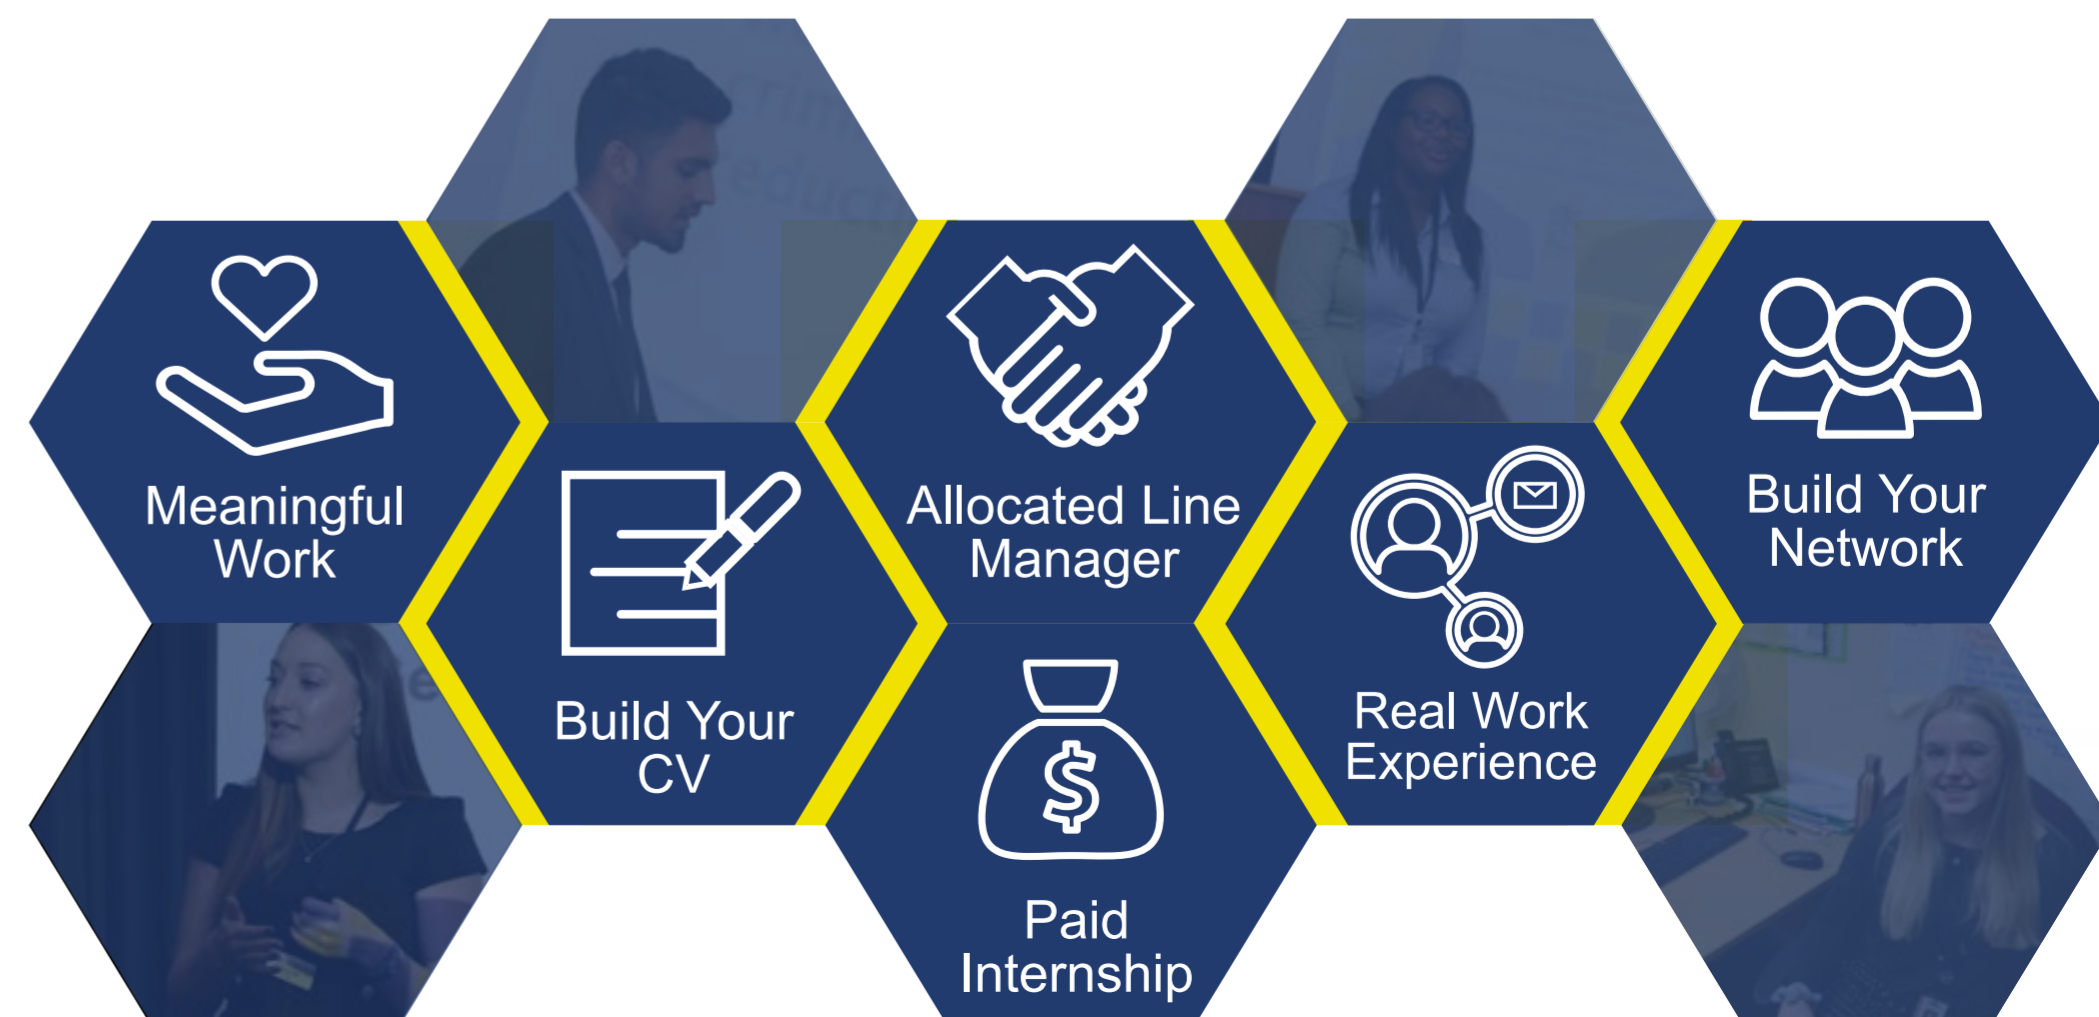 Meaningful
Work
Build Your
CV
Allocated Line
Manager
$
Paid
Internship
Real Work
Experience
Build Your
Network